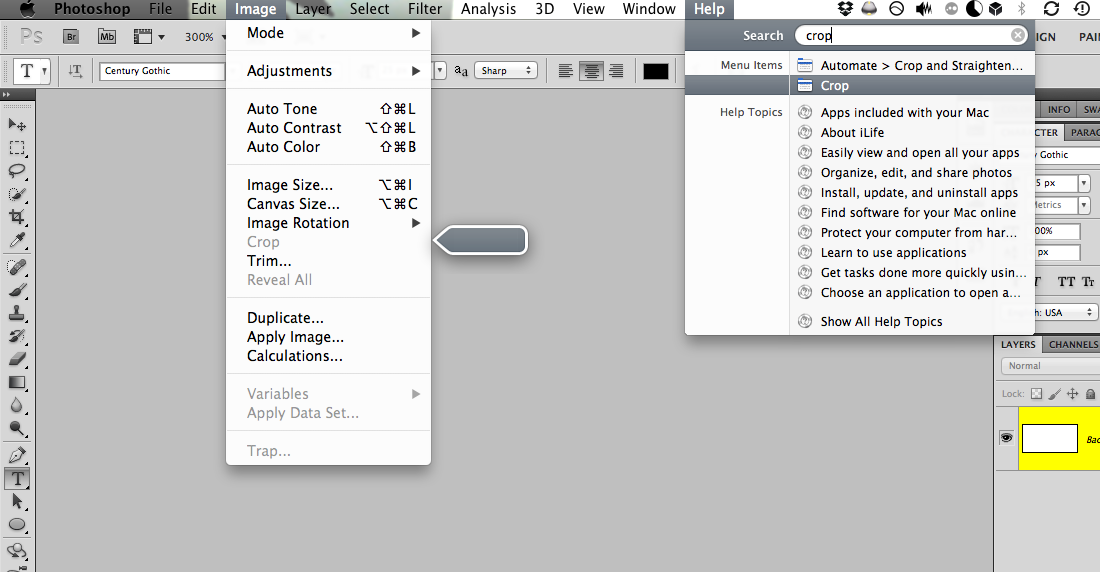 Photoshop File Edit Image Layer Select Filter Analysis 3D View Window Help
Ps Br Mb 300%
Search crop
IGN PAI
T T Century Gothic aa Sharp
Mode
Adjustments
Auto Tone ⇧⌘L
Auto Contrast ⌥⇧⌘L
Auto Color ⇧⌘B
Image Size... ⌥⌘I
Canvas Size... ⌥⌘C
Image Rotation
Crop
Trim...
Reveal All
Duplicate...
Apply Image...
Calculations...
Variables
Apply Data Set...
Trap...
T
Menu Items Automate > Crop and Straighten...
Crop
Help Topics Apps included with your Mac
About iLife
Easily view and open all your apps
Organize, edit, and share photos
Install, update, and uninstall apps
Find software for your Mac online
Protect your computer from har...
Learn to use applications
Get tasks done more quickly usin...
Choose an application to open a...
Show All Help Topics
INFO SWA
CHARACTER PARAG
Gothic
px
Metrics
00%
px
TT Tr
: USA
LAYERS CHANNELS
Normal
Lock:
Bac